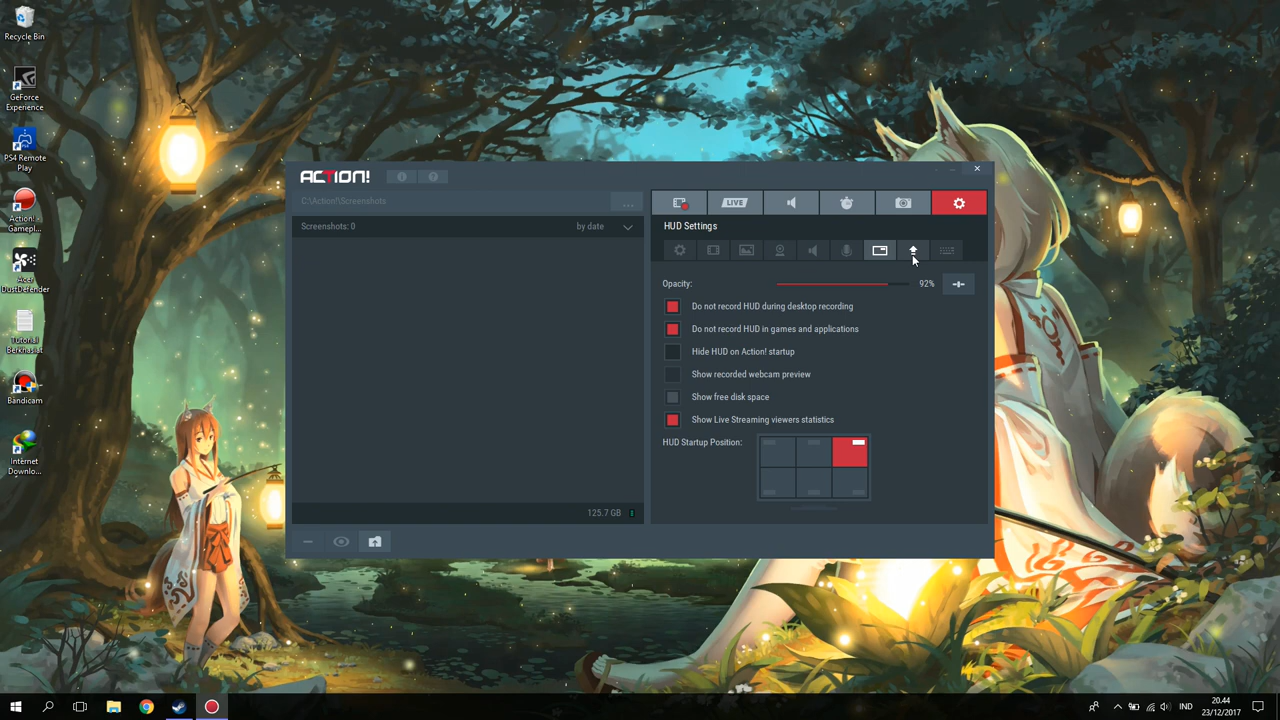 Recycle Bin
GeForce
Experience
PS4 Remote
Play
Action! -
Gamepl...
Acer
DustDefender
Tutorial
Berkhasiat
Bandicam
Internet
Downlo...
ACTION!
C:\Action!\Screenshots
...
Screenshots: 0
by date
125.7 GB
LIVE
HUD Settings
Opacity:
92%
Do not record HUD during desktop recording
Do not record HUD in games and applications
Hide HUD on Action! startup
Show recorded webcam preview
Show free disk space
Show Live Streaming viewers statistics
HUD Startup Position:
IND
20.44
23/12/2017